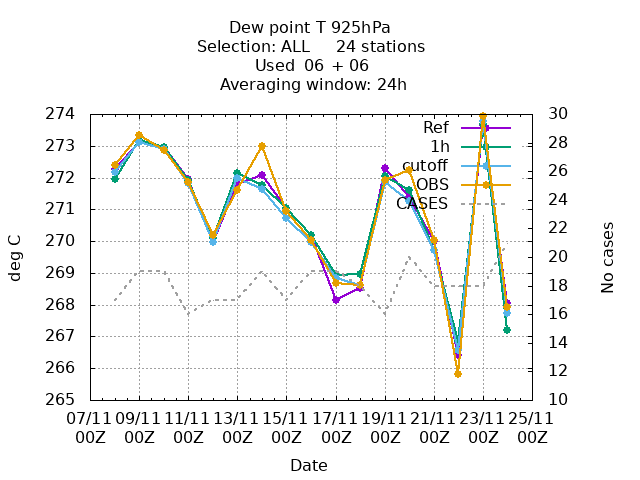 Dew point T 925hPa
Selection: ALL 24 stations
Used 06 + 06
Averaging window: 24h
274
273
272
271
270
269
268
267
266
265
30
28
26
24
22
20
18
16
14
12
10
Ref
1h
cutoff
OBS
CASES
deg C
No cases
07/11 09/11 11/11 13/11 15/11 17/11 19/11 21/11 23/11 25/11
00Z 00Z 00Z 00Z 00Z 00Z 00Z 00Z 00Z 00Z
Date